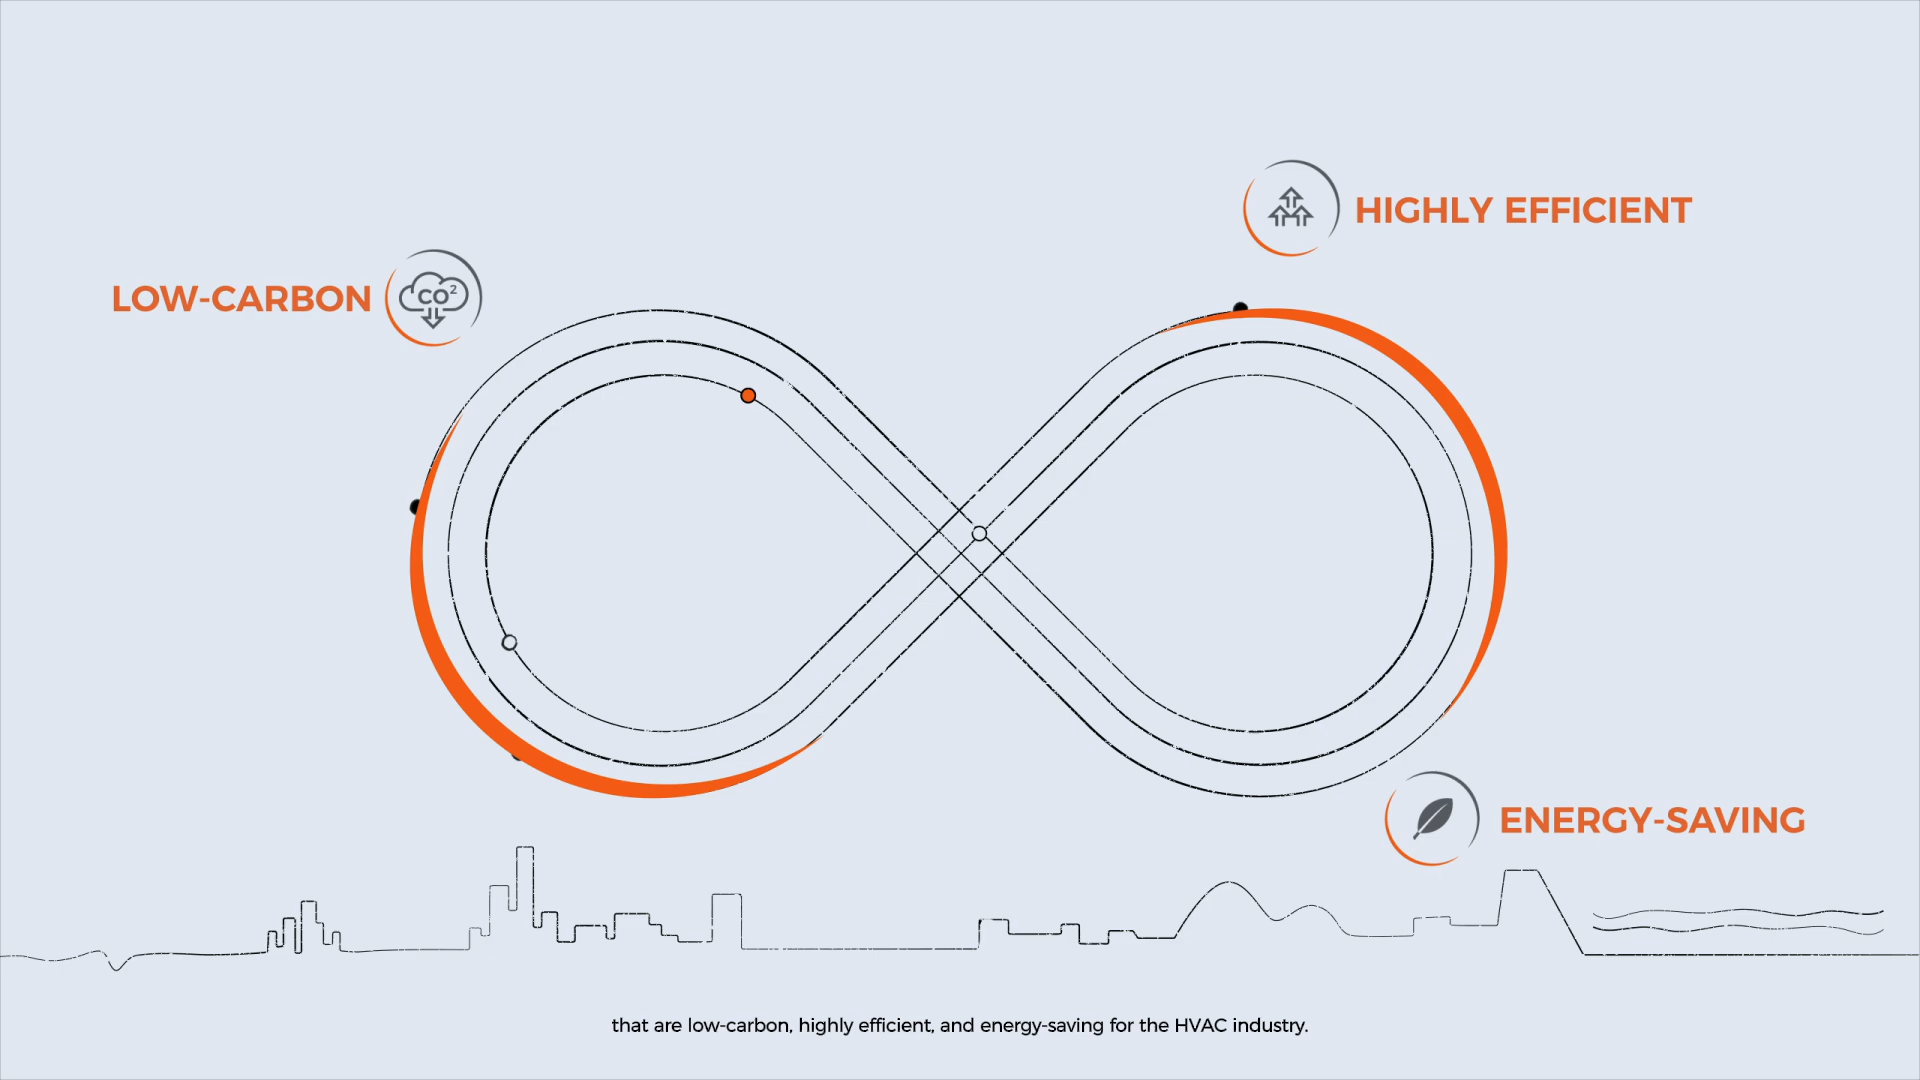 HIGHLY EFFICIENT
LOW-CARBON
CO²
ENERGY-SAVING
that are low-carbon, highly efficient, and energy-saving for the HVAC industry.